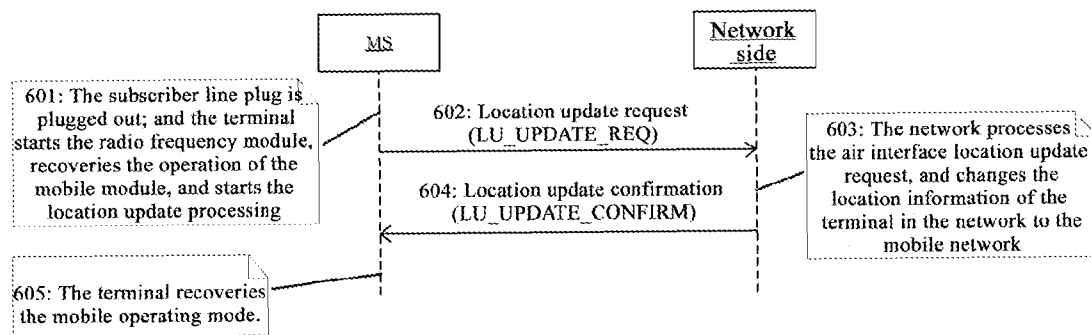 MS
Network
side
601: The subscriber line plug is
plugged out; and the terminal
starts the radio frequency module,
recoveries the operation of the
mobile module, and starts the
location update processing
602: Location update request
(LU_UPDATE_REQ)
603: The network processes
the air interface location update
request, and changes the
location information of the
terminal in the network to the
mobile network
604: Location update confirmation
(LU_UPDATE_CONFIRM)
605: The terminal recoveries
the mobile operating mode.